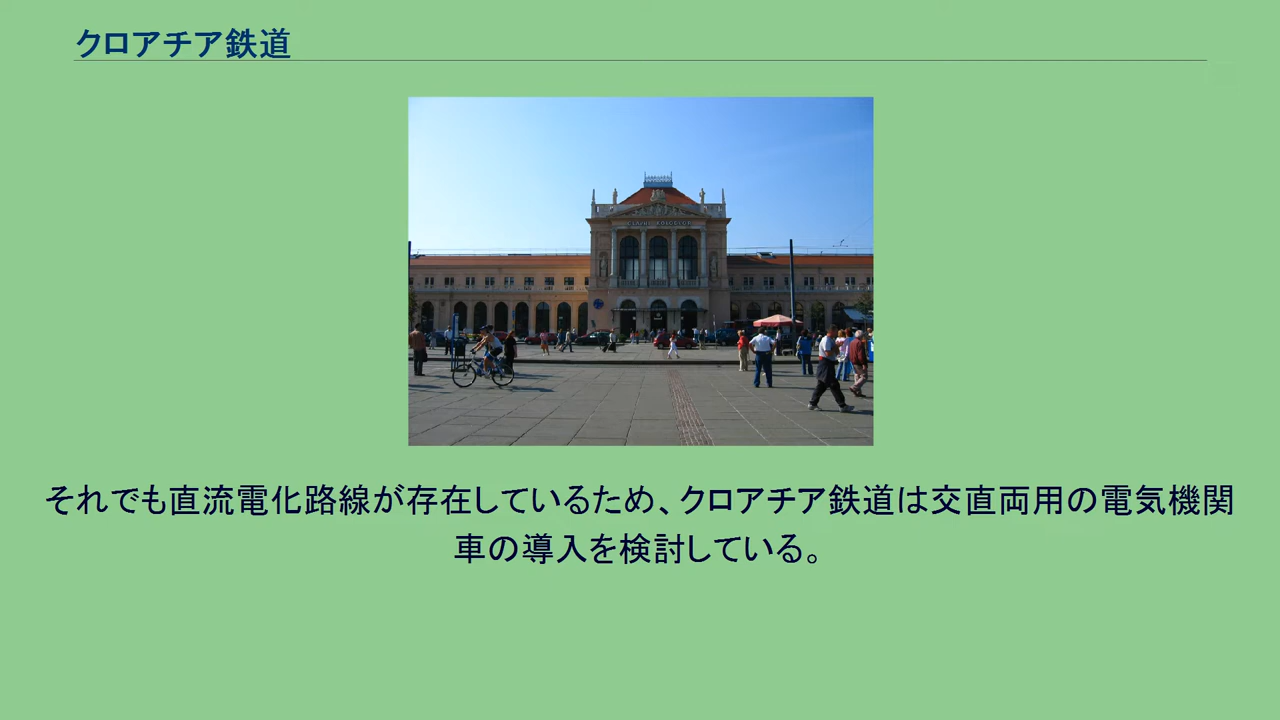 クロアチア鉄道
それでも直流電化路線が存在しているため、クロアチア鉄道は交直両用の電気機関
車の導入を検討している。